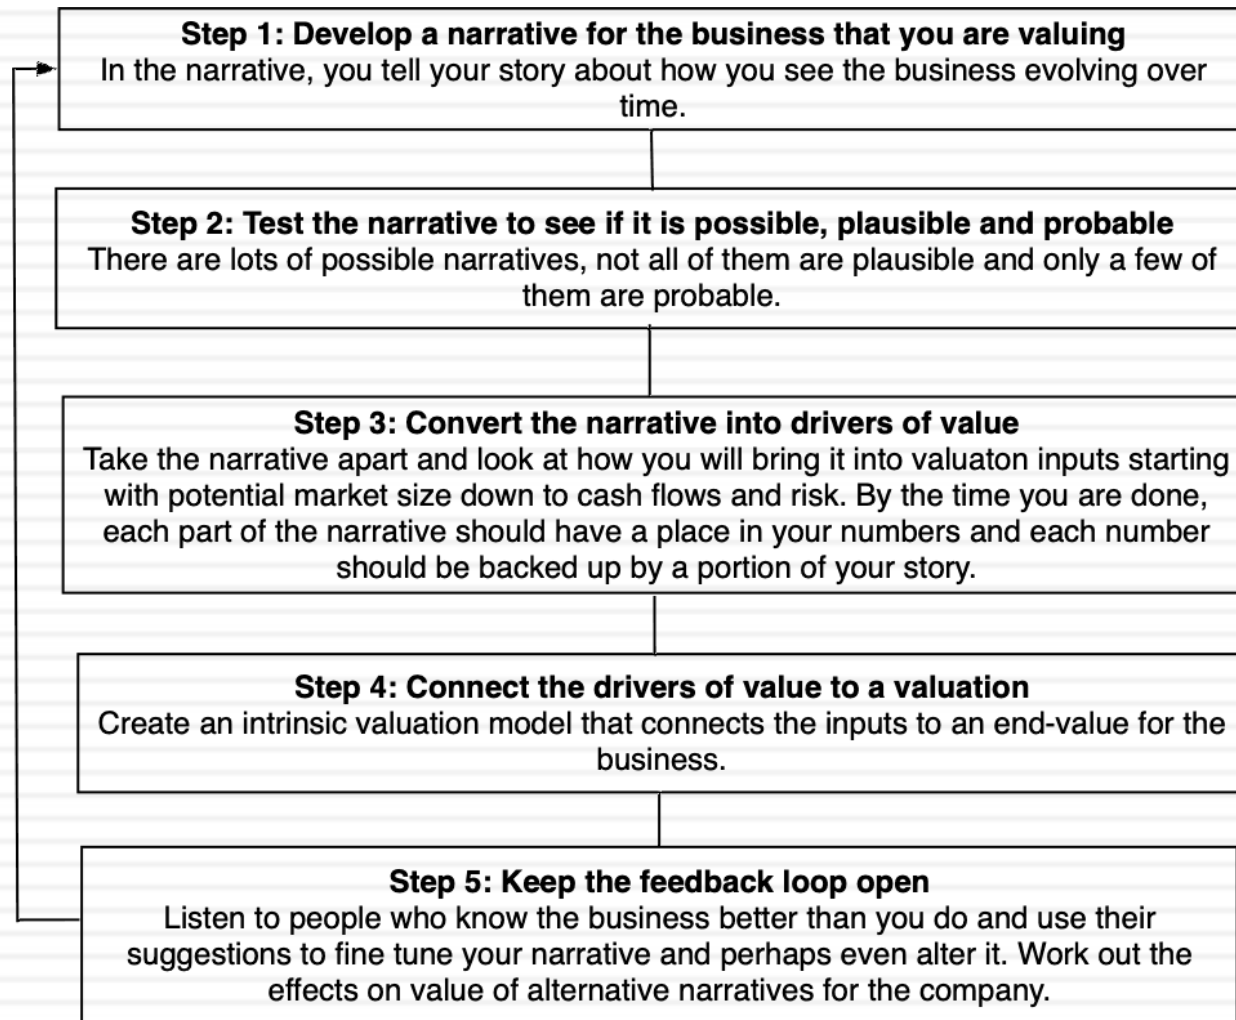 Step 1: Develop a narrative for the business that you are valuing
In the narrative, you tell your story about how you see the business evolving over
time.
Step 2: Test the narrative to see if it is possible, plausible and probable
There are lots of possible narratives, not all of them are plausible and only a few of
them are probable.
Step 3: Convert the narrative into drivers of value
Take the narrative apart and look at how you will bring it into valuaton inputs starting
with potential market size down to cash flows and risk. By the time you are done,
each part of the narrative should have a place in your numbers and each number
should be backed up by a portion of your story.
Step 4: Connect the drivers of value to a valuation
Create an intrinsic valuation model that connects the inputs to an end-value for the
business.
Step 5: Keep the feedback loop open
Listen to people who know the business better than you do and use their
suggestions to fine tune your narrative and perhaps even alter it. Work out the
effects on value of alternative narratives for the company.